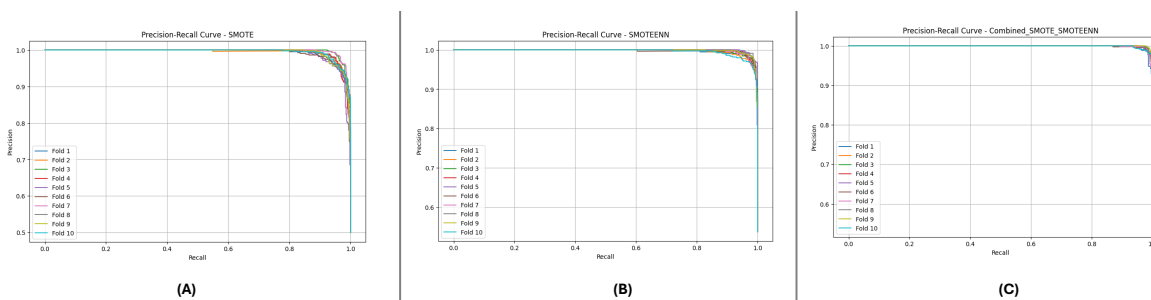 Precision-Recall Curve - SMOTE
1.0
0.9
0.8
0.7
0.6
0.5
Precision
Fold 1
Fold 2
Fold 3
Fold 4
Fold 5
Fold 6
Fold 7
Fold 8
Fold 9
Fold 10
0.0 0.2 0.4 0.6 0.8 1.0
Recall
(A)
Precision-Recall Curve - SMOTEENN
1.0
0.9
0.8
0.7
0.6
Precision
Fold 1
Fold 2
Fold 3
Fold 4
Fold 5
Fold 6
Fold 7
Fold 8
Fold 9
Fold 10
0.0 0.2 0.4 0.6 0.8 1.0
Recall
(B)
Precision-Recall Curve - Combined_SMOTE_SMOTEENN
1.0
0.9
0.8
0.7
0.6
Precision
Fold 1
Fold 2
Fold 3
Fold 4
Fold 5
Fold 6
Fold 7
Fold 8
Fold 9
Fold 10
0.0 0.2 0.4 0.6 0.8
Recall
(C)